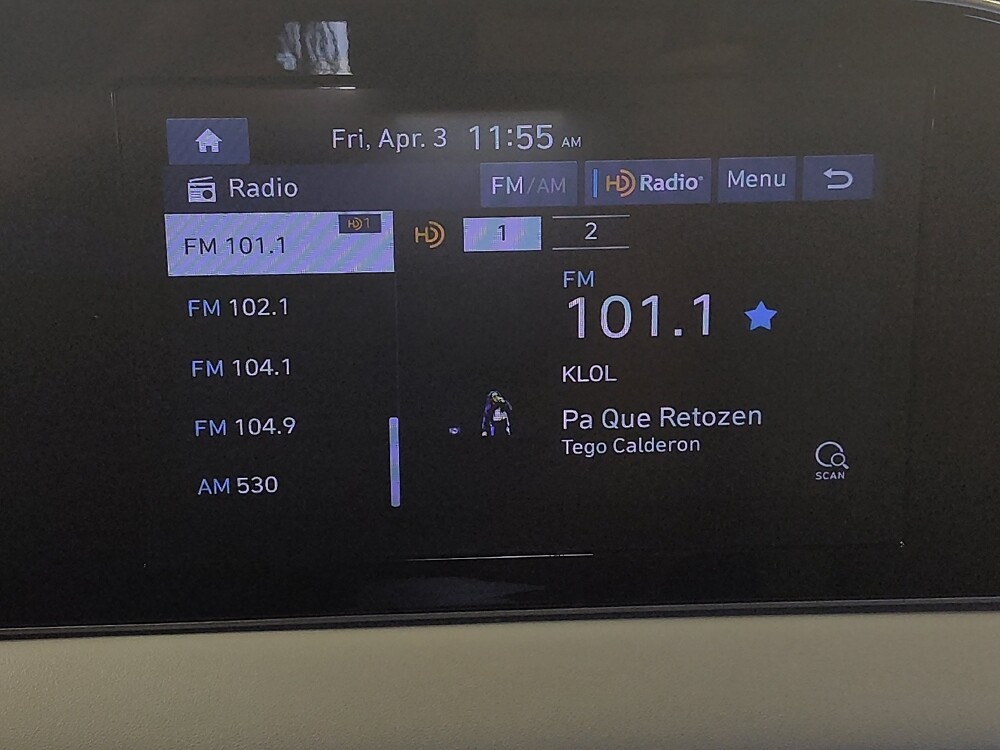 Fri, Apr. 3 11:55 AM
Radio FM/AM HD Radio® Menu
HD1
FM 101.1
HD 1 2
FM 102.1
FM 104.1
FM 104.9
AM 530
FM
101.1
KLOL
Pa Que Retozen
Tego Calderon
SCAN